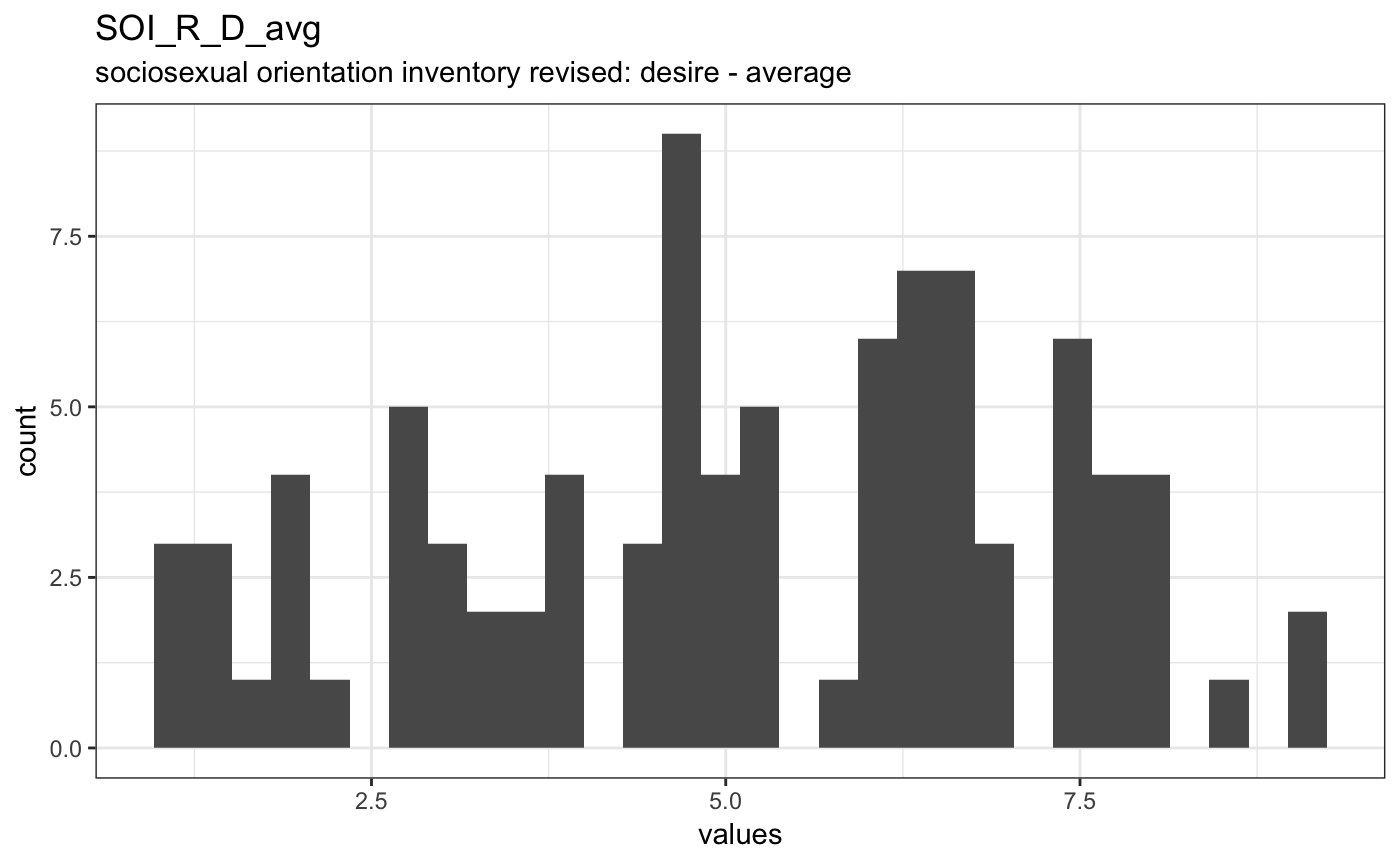 SOI_R_D_avg
sociosexual orientation inventory revised: desire - average
7.5
5.0
2.5
0.0
count
2.5
5.0
7.5
values